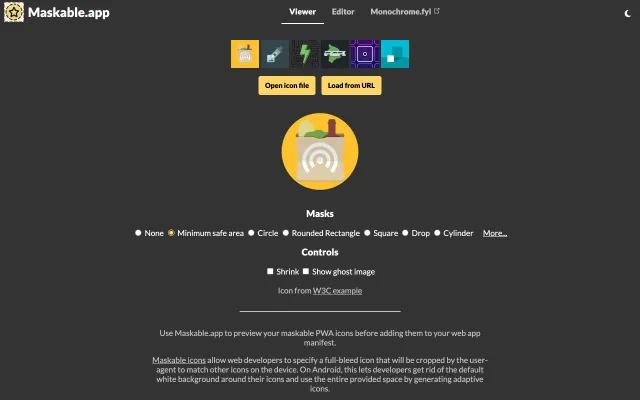 Maskable.app
Viewer Editor Monochrome.fyi
Open icon file Load from URL
Masks
None Minimum safe area Circle Rounded Rectangle Square Drop Cylinder More...
Controls
Shrink Show ghost image
Icon from W3C example
Use Maskable.app to preview your maskable PWA icons before adding them to your web app
manifest.
Maskable icons allow web developers to specify a full-bleed icon that will be cropped by the user-
agent to match other icons on the device. On Android, this lets developers get rid of the default
white background around their icons and use the entire provided space by generating adaptive
icons.